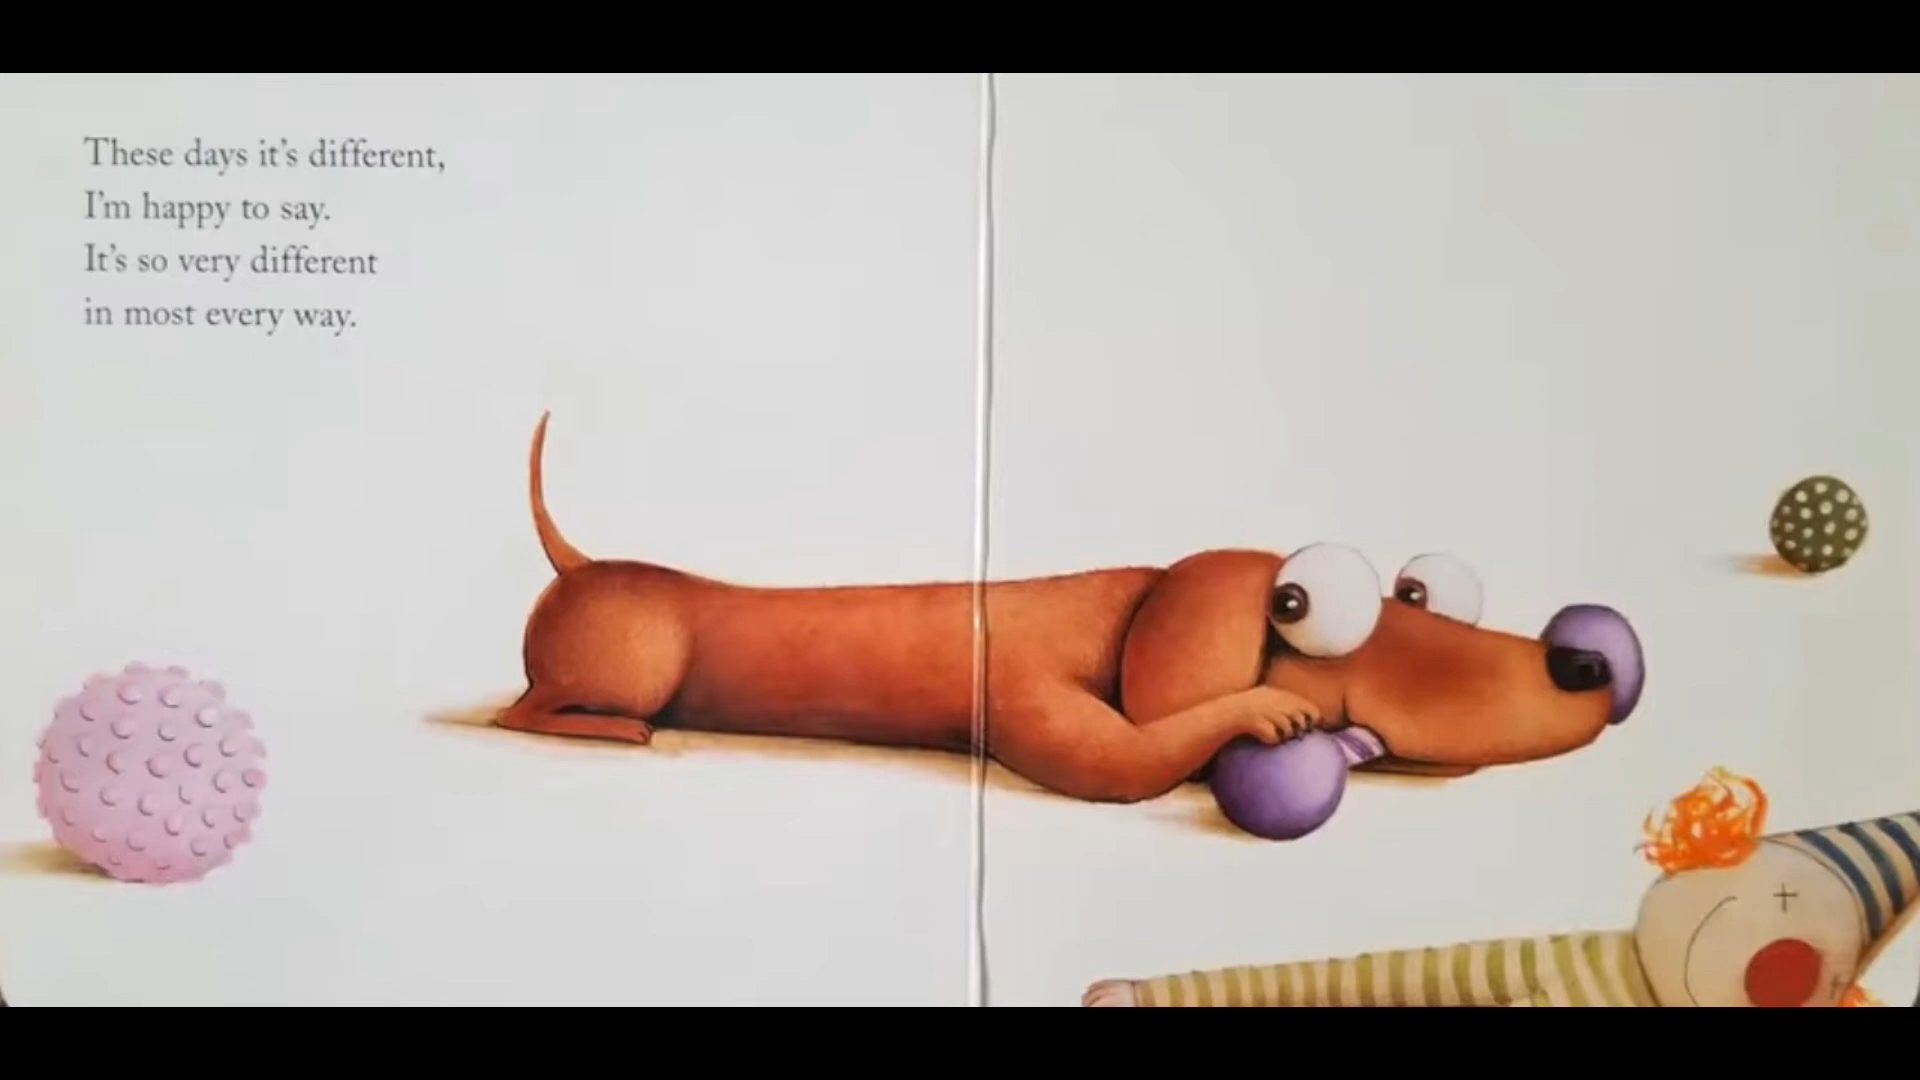 These days it's different,
I'm happy to say.
It's so very different
in most every way.